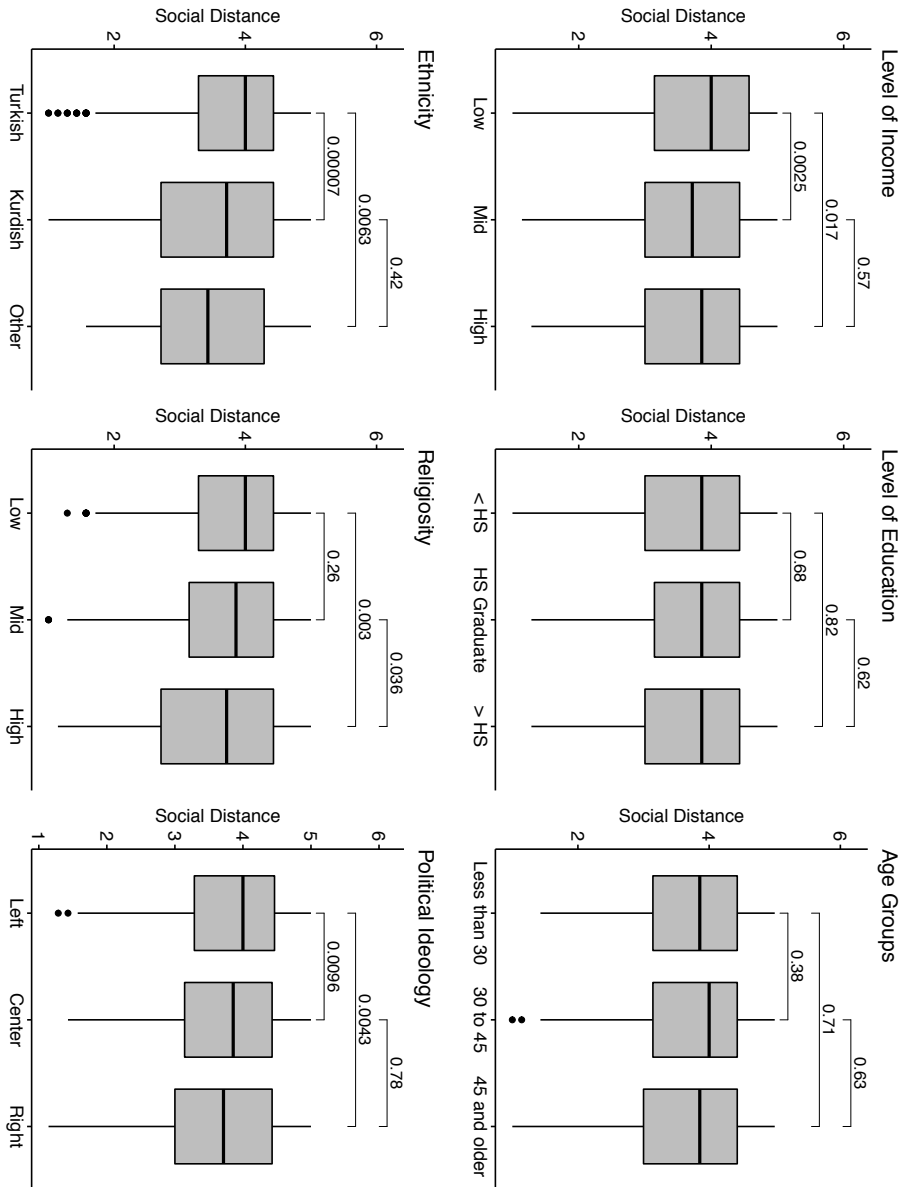 Level of Income
Social Distance
6
4
2
0.57
0.017
0.0025
Low Mid High
Level of Education
Social Distance
6
4
2
0.62
0.82
0.68
< HS HS Graduate > HS
Age Groups
Social Distance
6
4
2
0.63
0.71
0.38
Less than 30 30 to 45 45 and older
Ethnicity
Social Distance
6
4
2
0.42
0.0063
0.00007
Turkish Kurdish Other
Religiosity
Social Distance
6
4
2
0.036
0.003
0.26
Low Mid High
Political Ideology
Social Distance
6
5
4
3
2
1
0.78
0.0043
0.0096
Left Center Right